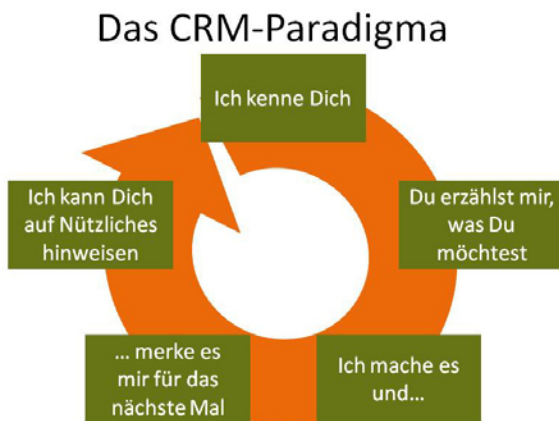 Das CRM-Paradigma
Ich kenne Dich
Du erzählst mir,
was Du
möchtest
Ich mache es
und...
... merke es
mir für das
nächste Mal
Ich kann Dich
auf Nützliches
hinweisen